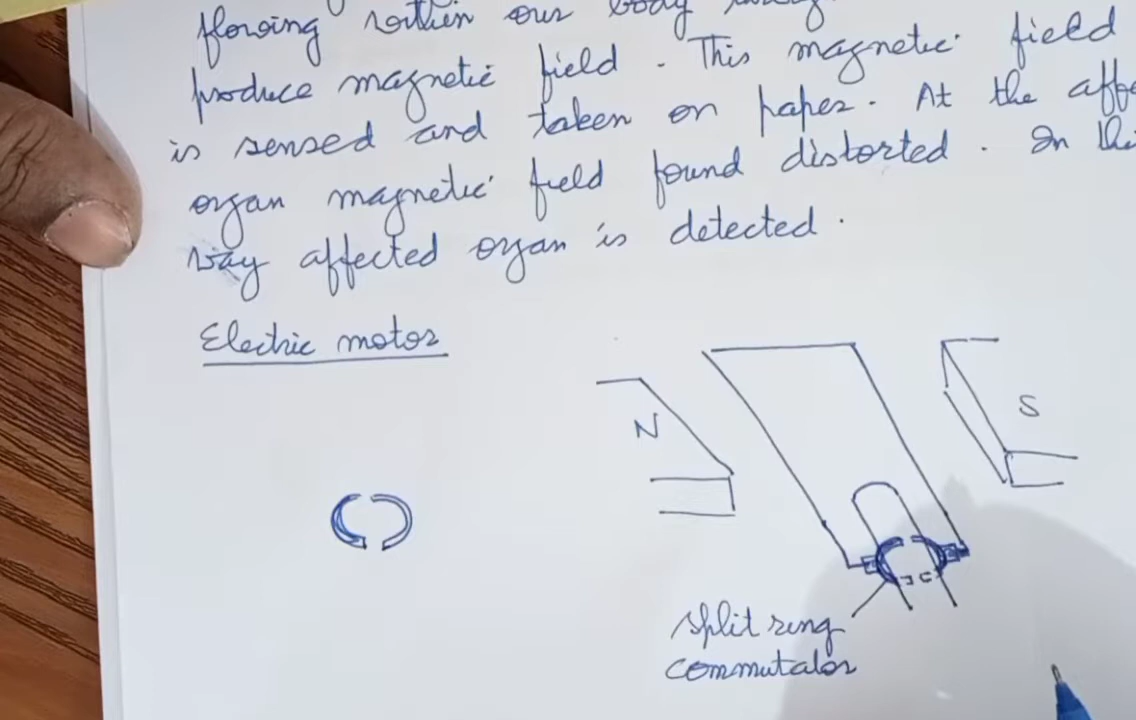 flowing within our body
produce magnetic field. This magnetic field
is sensed and taken on paper. At the
organ magnetic field found distorted. In
way affected organ is detected.
Electric motor
N
S
split ring
commutator